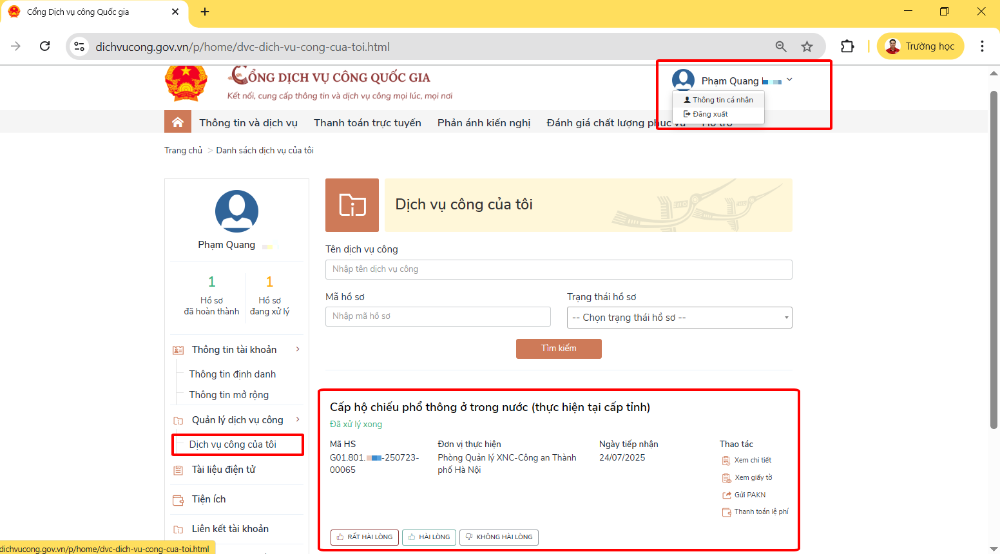 Cổng Dịch vụ công Quốc gia
dichvucong.gov.vn/p/home/dvc-dich-vu-cong-cua-toi.html
Trường học
CỔNG DỊCH VỤ CÔNG QUỐC GIA
Kết nối, cung cấp thông tin và dịch vụ công mọi lúc, mọi nơi
Phạm Quang
Thông tin cá nhân
Đăng xuất
Thông tin và dịch vụ Thanh toán trực tuyến Phản ánh kiến nghị Đánh giá chất lượng phục vụ Hỗ trợ
Trang chủ > Danh sách dịch vụ của tôi
Phạm Quang
1 1
Hồ sơ Hồ sơ
đã hoàn thành đang xử lý
Thông tin tài khoản
Thông tin định danh
Thông tin mở rộng
Quản lý dịch vụ công
Dịch vụ công của tôi
Tài liệu điện tử
Tiện ích
Liên kết tài khoản
Dịch vụ công của tôi
Tên dịch vụ công
Nhập tên dịch vụ công
Mã hồ sơ Trạng thái hồ sơ
Nhập mã hồ sơ -- Chọn trạng thái hồ sơ --
Tìm kiếm
Cấp hộ chiếu phổ thông ở trong nước (thực hiện tại cấp tỉnh)
Đã xử lý xong
Mã HS Đơn vị thực hiện Ngày tiếp nhận Thao tác
G01.801. -250723- Phòng Quản lý XNC-Công an Thành 24/07/2025 Xem chi tiết
00065 phố Hà Nội
Xem giấy tờ
Gửi PAKN
Thanh toán lệ phí
RẤT HÀI LÒNG HÀI LÒNG KHÔNG HÀI LÒNG
dichvucong.gov.vn/p/home/dvc-dich-vu-cong-cua-toi.html